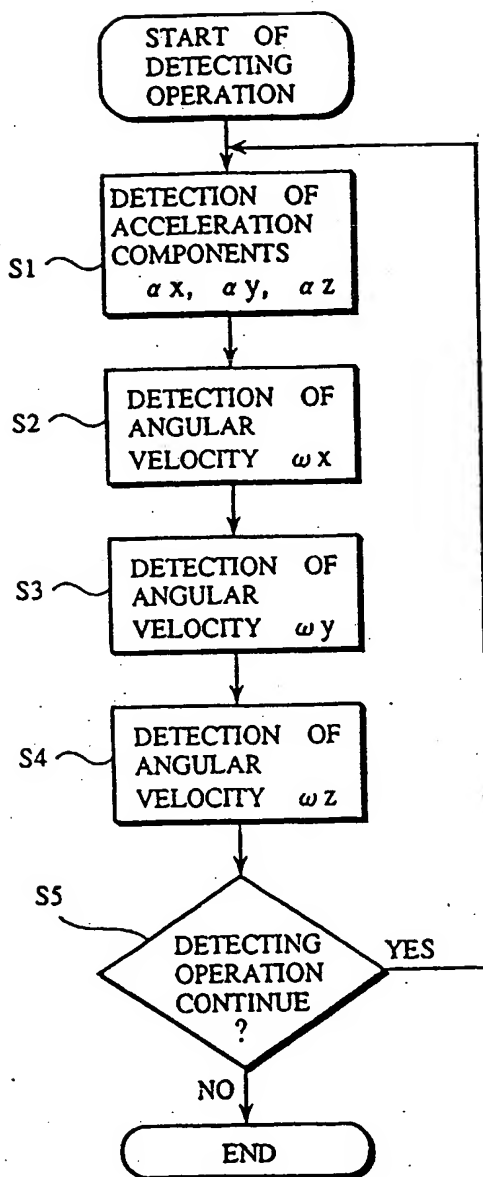 START OF
DETECTING
OPERATION
S1
DETECTION OF
ACCELERATION
COMPONENTS
αx, αy, αz
S2
DETECTION OF
ANGULAR
VELOCITY ωx
S3
DETECTION OF
ANGULAR
VELOCITY ωy
S4
DETECTION OF
ANGULAR
VELOCITY ωz
S5
DETECTING
OPERATION
CONTINUE
?
YES
NO
END